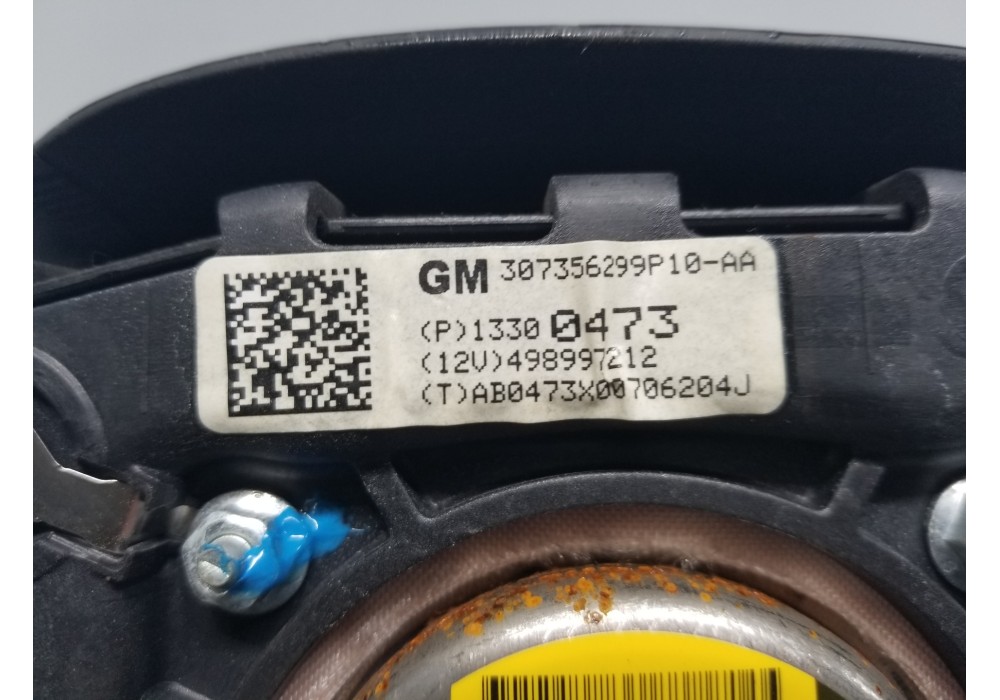 GM 307356299P10-AA
(P)1330 0473
(12V)498997212
(T)AB0473X00706204J